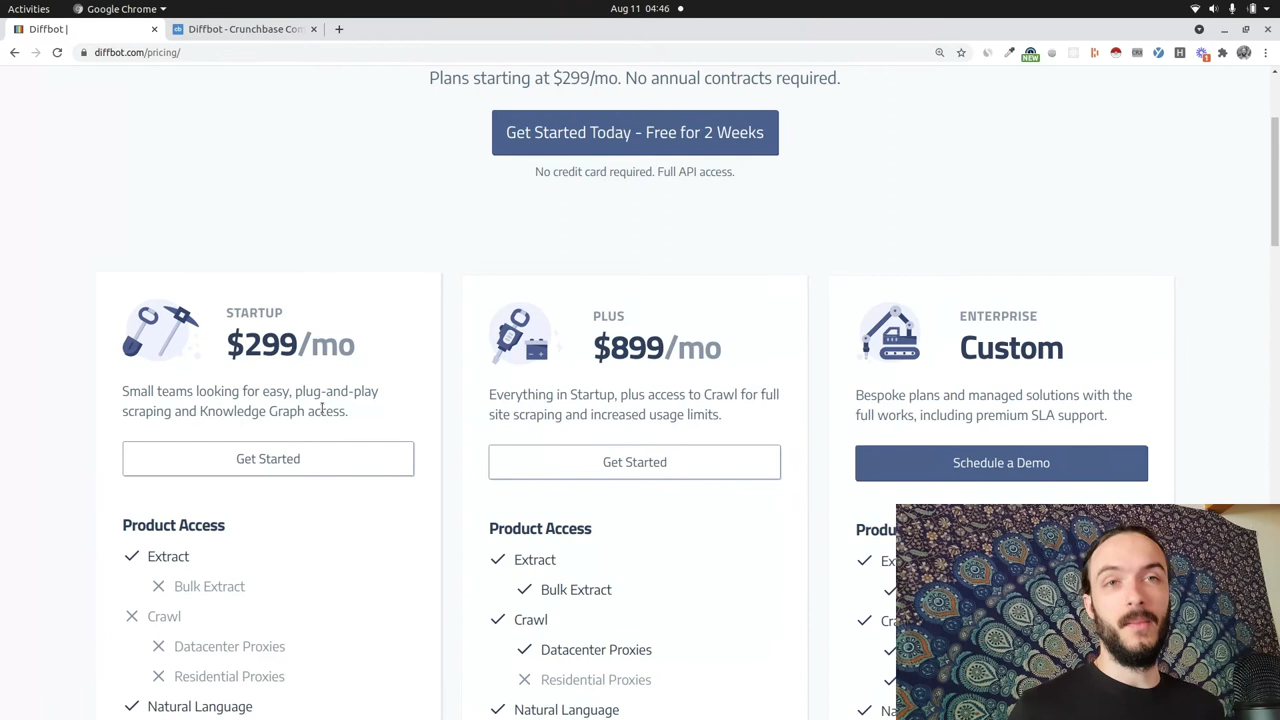 Activities
Google Chrome
Aug 11 04:46
Diffbot |
Diffbot - Crunchbase Com
diffbot.com/pricing/
NEW
1
Plans starting at $299/mo. No annual contracts required.
Get Started Today - Free for 2 Weeks
No credit card required. Full API access.
STARTUP
$299/mo
Small teams looking for easy, plug-and-play
scraping and Knowledge Graph access.
Get Started
Product Access
Extract
Bulk Extract
Crawl
Datacenter Proxies
Residential Proxies
Natural Language
PLUS
$899/mo
Everything in Startup, plus access to Crawl for full
site scraping and increased usage limits.
Get Started
Product Access
Extract
Bulk Extract
Crawl
Datacenter Proxies
Residential Proxies
Natural Language
ENTERPRISE
Custom
Bespoke plans and managed solutions with the
full works, including premium SLA support.
Schedule a Demo
Produ
Ex
Cra
Na